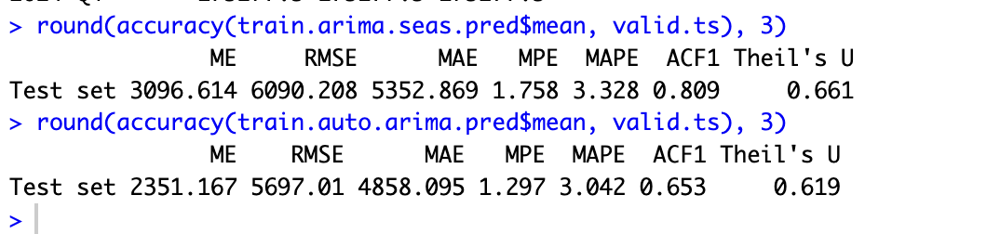 > round(accuracy(train.arima.seas.pred$mean, valid.ts), 3)
ME RMSE MAE MPE MAPE ACF1 Theil's U
Test set 3096.614 6090.208 5352.869 1.758 3.328 0.809 0.661
> round(accuracy(train.auto.arima.pred$mean, valid.ts), 3)
ME RMSE MAE MPE MAPE ACF1 Theil's U
Test set 2351.167 5697.01 4858.095 1.297 3.042 0.653 0.619
>